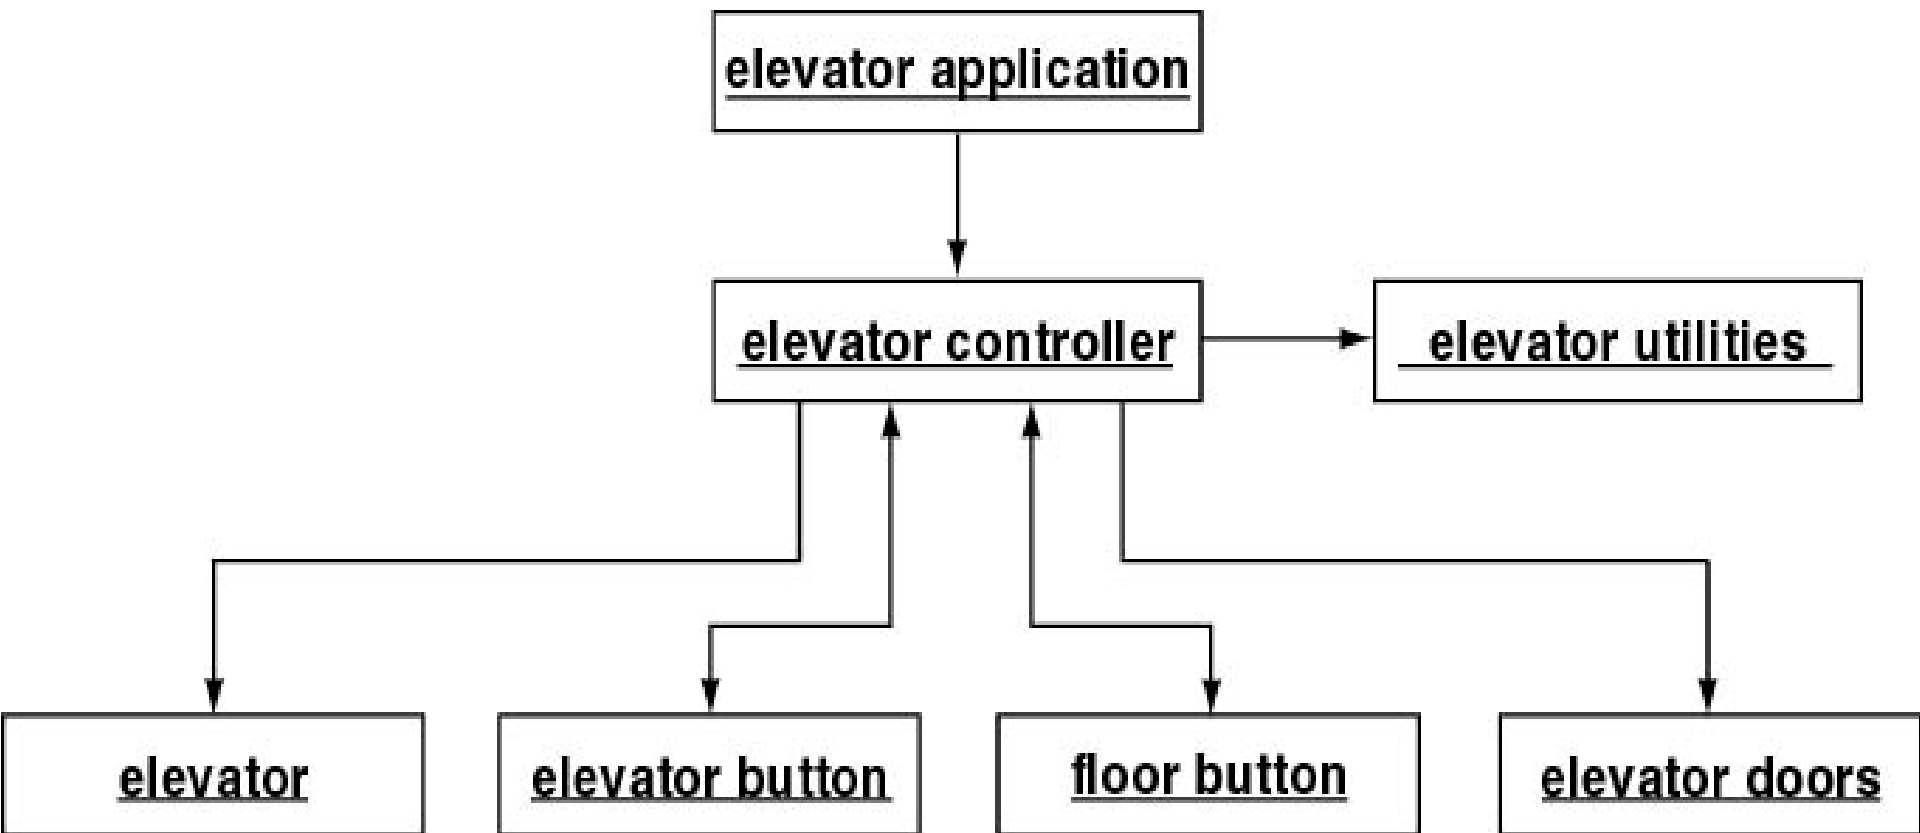 elevator application
elevator controller
elevator utilities
elevator
elevator button
floor button
elevator doors